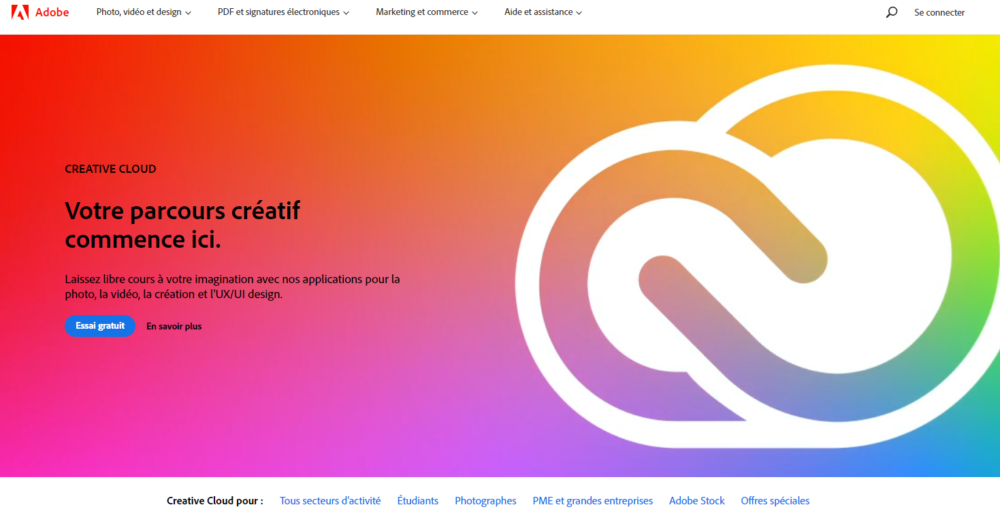 Adobe
Photo, vidéo et design
PDF et signatures électroniques
Marketing et commerce
Aide et assistance
Se connecter
CREATIVE CLOUD
Votre parcours créatif
commence ici.
Laissez libre cours à votre imagination avec nos applications pour la
photo, la vidéo, la création et l'UX/UI design.
Essai gratuit
En savoir plus
Creative Cloud pour :
Tous secteurs d'activité
Étudiants
Photographes
PME et grandes entreprises
Adobe Stock
Offres spéciales